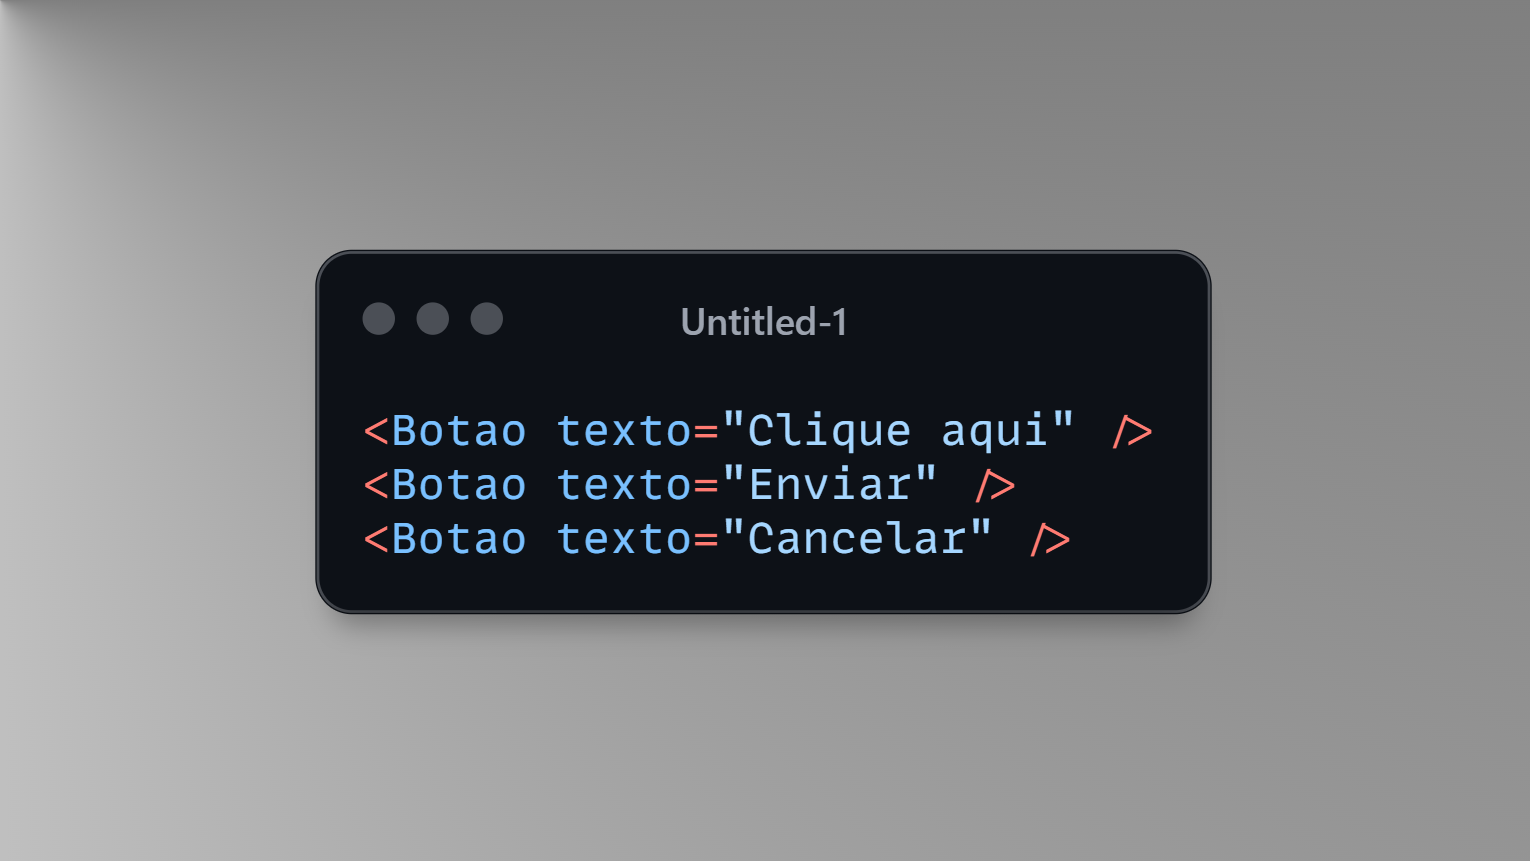 Untitled-1
<Botao texto="Clique aqui" />
<Botao texto="Enviar" />
<Botao texto="Cancelar" />